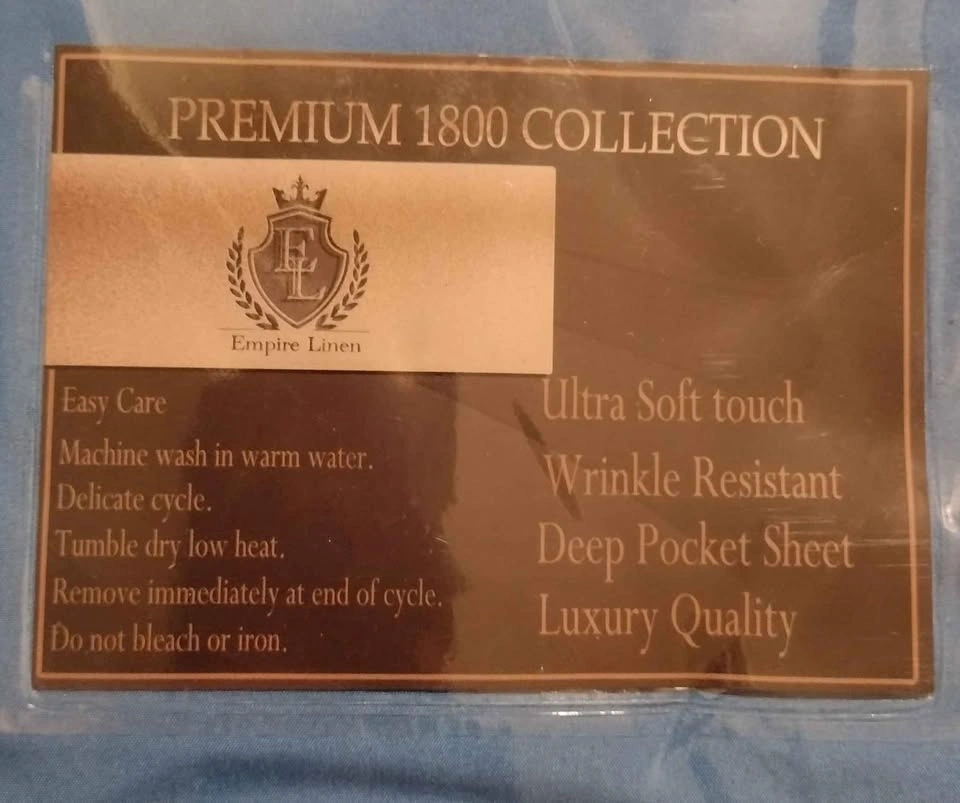 PREMIUM 1800 COLLECTION
EL
Empire Linen
Easy Care
Machine wash in warm water.
Delicate cycle.
Tumble dry low heat.
Remove immediately at end of cycle.
Do not bleach or iron.
Ultra Soft touch
Wrinkle Resistant
Deep Pocket Sheet
Luxury Quality